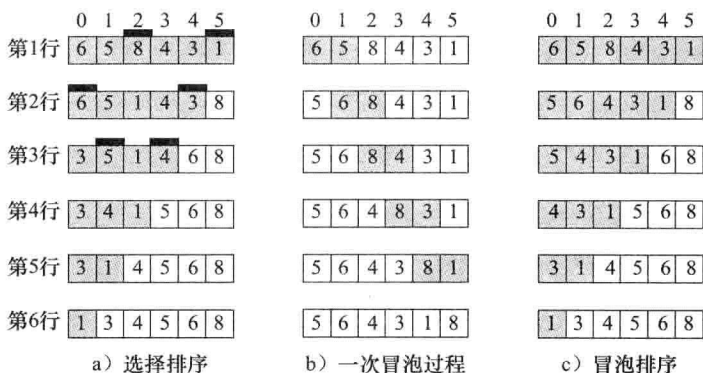 0 1 2 3 4 5 0 1 2 3 4 5 0 1 2 3 4 5
第1行 6 5 8 4 3 1 6 5 8 4 3 1 6 5 8 4 3 1
第2行 6 5 1 4 3 8 5 6 8 4 3 1 5 6 4 3 1 8
第3行 3 5 1 4 6 8 5 6 8 4 3 1 5 4 3 1 6 8
第4行 3 4 1 5 6 8 5 6 4 8 3 1 4 3 1 5 6 8
第5行 3 1 4 5 6 8 5 6 4 3 8 1 3 1 4 5 6 8
第6行 1 3 4 5 6 8 5 6 4 3 1 8 1 3 4 5 6 8
a）选择排序 b）一次冒泡过程 c）冒泡排序